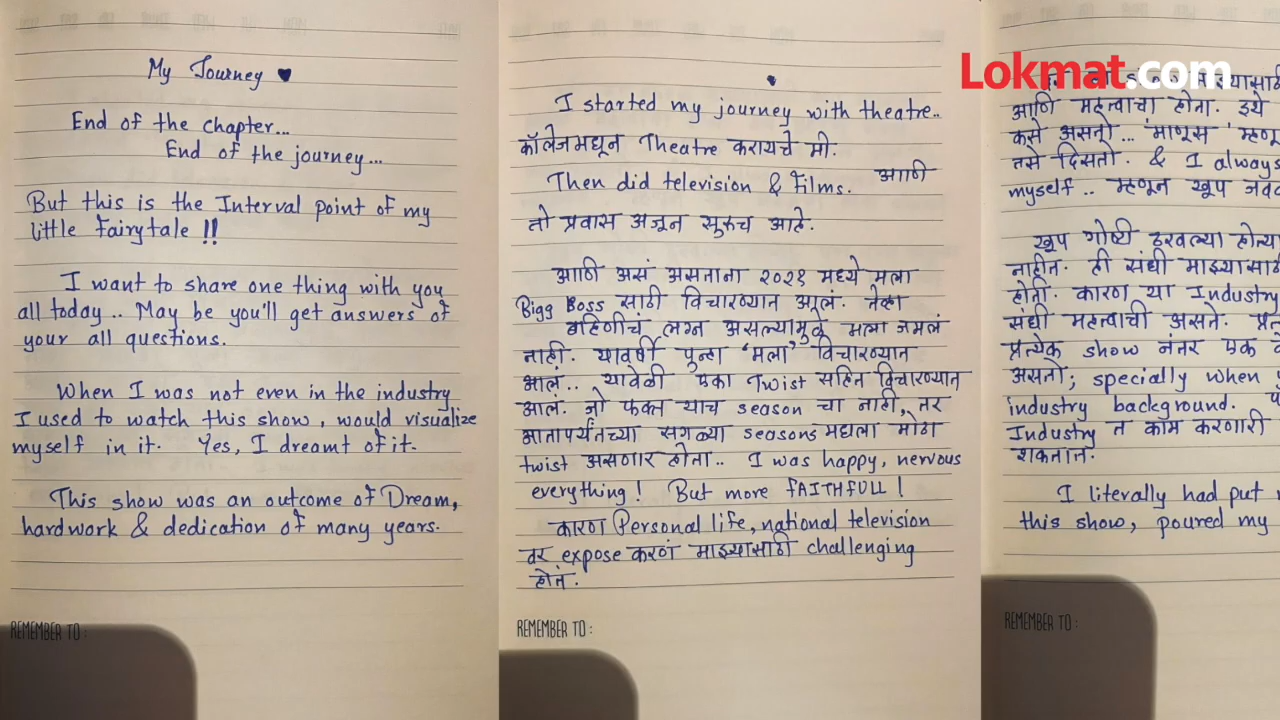 My Journey ♥
End of the chapter...
End of the journey...
But this is the Interval point of my
little Fairytale !!
I want to share one thing with you
all today.. May be you'll get answers of
your all questions.
When I was not even in the industry
I used to watch this show, would visualize
myself in it. Yes, I dreamt of it.
This show was an outcome of Dream,
hardwork & dedication of many years.
REMEMBER TO :
I started my journey with theatre..
कॉलेजमधून Theatre करायचे मी.
Then did television & Films. आणि
तो प्रवास अजून सुरूच आहे.
आणि असं असताना २०२१ मध्ये मला
Bigg Boss साठी विचारण्यात आलं. तेव्हा
बहिणीचं लग्न असल्यामुळे मला जमलं
नाही. यावर्षी पुन्हा 'मला' विचारण्यात
आलं.. यावेळी एका Twist सहित विचारण्यात
आलं. जो फक्त याच season चा नाही, तर
आतापर्यंतच्या सगळ्या seasons मधला मोठा
twist असणार होता.. I was happy, nervous
everything! But more FAITHFULL!
कारण Personal life, national television
वर expose करणं माझ्यासाठी challenging
होतं.
REMEMBER TO :
Lokmat.com
आणि महत्वाचा होता. इथे
कसे असतो... 'माणूस' म्हणू
तसे दिसतो. & I always
myself.. म्हणून खूप जव
खूप गोष्टी ठरवल्या होत्या
नाहीत. ही संधी माझ्यासाठी
होती. कारण या Industry
संधी महत्वाची असते. प्रत्
प्रत्येक show नंतर एक
असतो; specially when
industry background. प
Industry त काम करणारी
शकतात.
I literally had put
this show, poured my
REMEMBER TO :